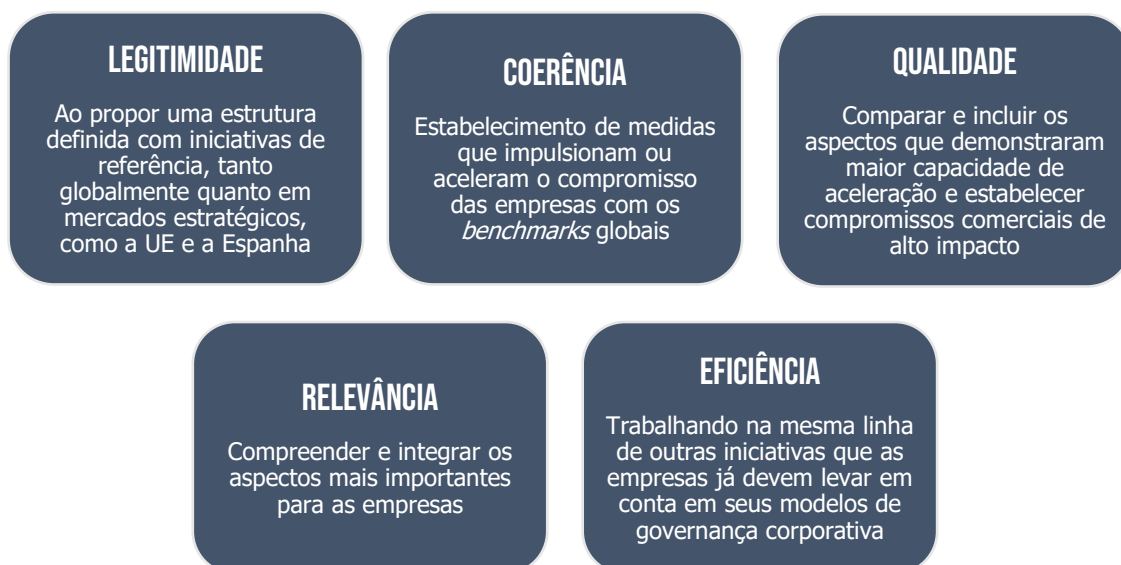 LEGITIMIDADE
Ao propor uma estrutura
definida com iniciativas de
referência, tanto
globalmente quanto em
mercados estratégicos,
como a UE e a Espanha
COERÊNCIA
Estabelecimento de medidas
que impulsionam ou
aceleram o compromisso
das empresas com os
benchmarks globais
QUALIDADE
Comparar e incluir os
aspectos que demonstraram
maior capacidade de
aceleração e estabelecer
compromissos comerciais de
alto impacto
RELEVÂNCIA
Compreender e integrar os
aspectos mais importantes
para as empresas
EFICIÊNCIA
Trabalhando na mesma linha
de outras iniciativas que as
empresas já devem levar em
conta em seus modelos de
governança corporativa